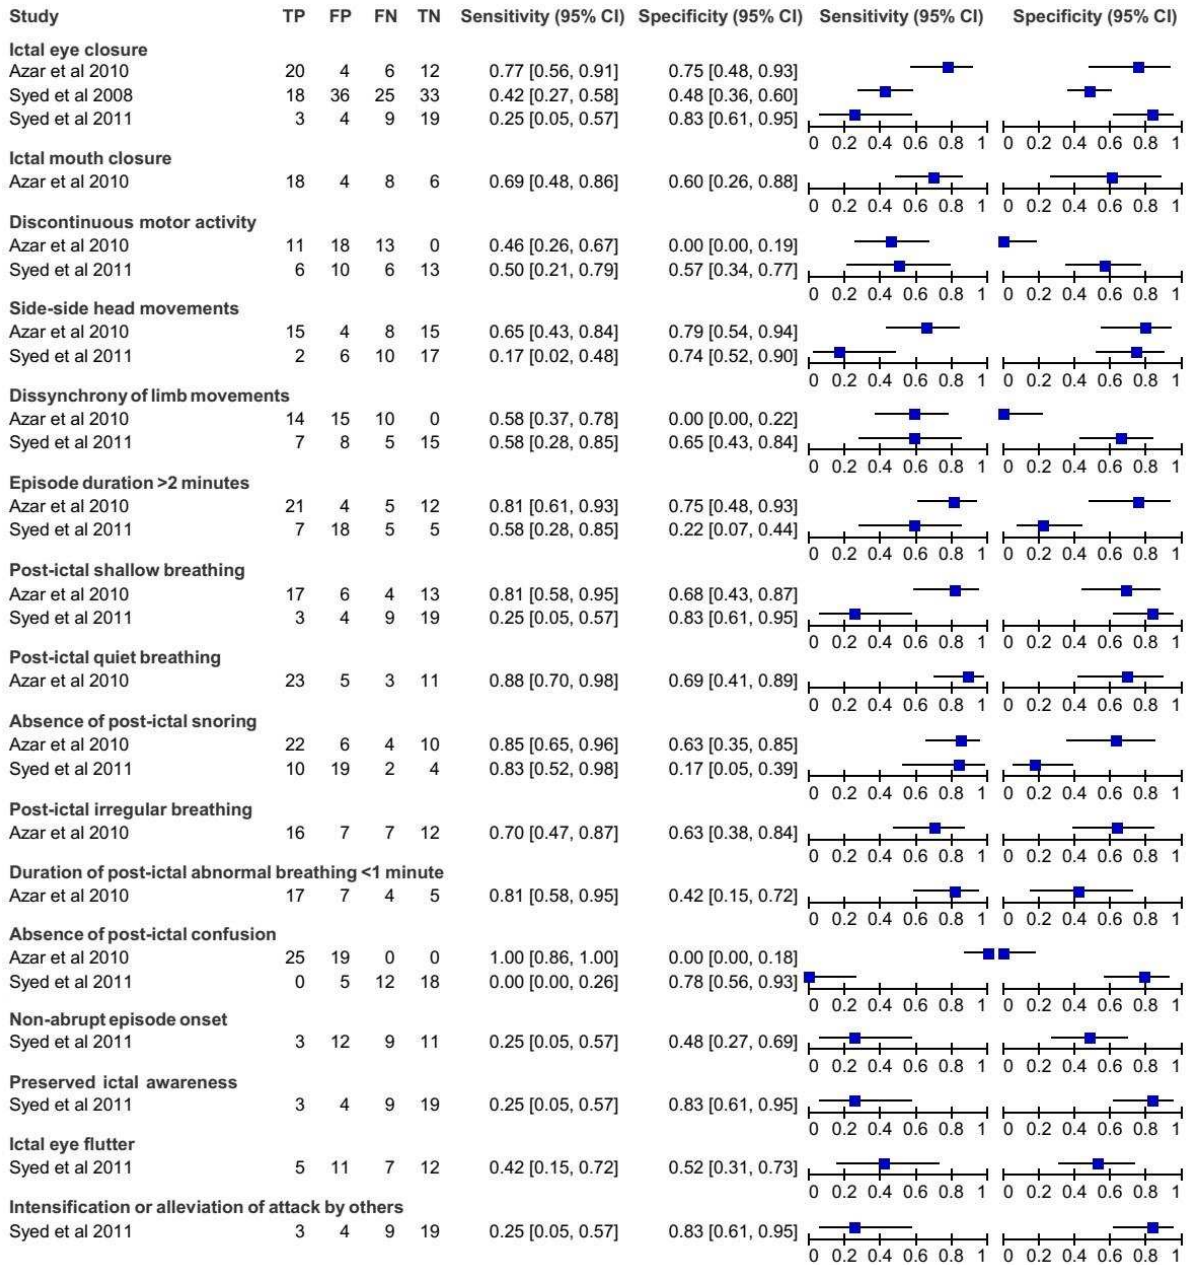 Study TP FP FN TN Sensitivity (95% CI) Specificity (95% CI) Sensitivity (95% CI) Specificity (95% CI)
Ictal eye closure
Azar et al 2010 20 4 6 12 0.77 [0.56, 0.91] 0.75 [0.48, 0.93]
Syed et al 2008 18 36 25 33 0.42 [0.27, 0.58] 0.48 [0.36, 0.60]
Syed et al 2011 3 4 9 19 0.25 [0.05, 0.57] 0.83 [0.61, 0.95]
0 0.2 0.4 0.6 0.8 1 0 0.2 0.4 0.6 0.8 1
Ictal mouth closure
Azar et al 2010 18 4 8 6 0.69 [0.48, 0.86] 0.60 [0.26, 0.88]
0 0.2 0.4 0.6 0.8 1 0 0.2 0.4 0.6 0.8 1
Discontinuous motor activity
Azar et al 2010 11 18 13 0 0.46 [0.26, 0.67] 0.00 [0.00, 0.19]
Syed et al 2011 6 10 6 13 0.50 [0.21, 0.79] 0.57 [0.34, 0.77]
0 0.2 0.4 0.6 0.8 1 0 0.2 0.4 0.6 0.8 1
Side-side head movements
Azar et al 2010 15 4 8 15 0.65 [0.43, 0.84] 0.79 [0.54, 0.94]
Syed et al 2011 2 6 10 17 0.17 [0.02, 0.48] 0.74 [0.52, 0.90]
0 0.2 0.4 0.6 0.8 1 0 0.2 0.4 0.6 0.8 1
Dissynchrony of limb movements
Azar et al 2010 14 15 10 0 0.58 [0.37, 0.78] 0.00 [0.00, 0.22]
Syed et al 2011 7 8 5 15 0.58 [0.28, 0.85] 0.65 [0.43, 0.84]
0 0.2 0.4 0.6 0.8 1 0 0.2 0.4 0.6 0.8 1
Episode duration >2 minutes
Azar et al 2010 21 4 5 12 0.81 [0.61, 0.93] 0.75 [0.48, 0.93]
Syed et al 2011 7 18 5 5 0.58 [0.28, 0.85] 0.22 [0.07, 0.44]
0 0.2 0.4 0.6 0.8 1 0 0.2 0.4 0.6 0.8 1
Post-ictal shallow breathing
Azar et al 2010 17 6 4 13 0.81 [0.58, 0.95] 0.68 [0.43, 0.87]
Syed et al 2011 3 4 9 19 0.25 [0.05, 0.57] 0.83 [0.61, 0.95]
0 0.2 0.4 0.6 0.8 1 0 0.2 0.4 0.6 0.8 1
Post-ictal quiet breathing
Azar et al 2010 23 5 3 11 0.88 [0.70, 0.98] 0.69 [0.41, 0.89]
0 0.2 0.4 0.6 0.8 1 0 0.2 0.4 0.6 0.8 1
Absence of post-ictal snoring
Azar et al 2010 22 6 4 10 0.85 [0.65, 0.96] 0.63 [0.35, 0.85]
Syed et al 2011 10 19 2 4 0.83 [0.52, 0.98] 0.17 [0.05, 0.39]
0 0.2 0.4 0.6 0.8 1 0 0.2 0.4 0.6 0.8 1
Post-ictal irregular breathing
Azar et al 2010 16 7 7 12 0.70 [0.47, 0.87] 0.63 [0.38, 0.84]
0 0.2 0.4 0.6 0.8 1 0 0.2 0.4 0.6 0.8 1
Duration of post-ictal abnormal breathing <1 minute
Azar et al 2010 17 7 4 5 0.81 [0.58, 0.95] 0.42 [0.15, 0.72]
0 0.2 0.4 0.6 0.8 1 0 0.2 0.4 0.6 0.8 1
Absence of post-ictal confusion
Azar et al 2010 25 19 0 0 1.00 [0.86, 1.00] 0.00 [0.00, 0.18]
Syed et al 2011 0 5 12 18 0.00 [0.00, 0.26] 0.78 [0.56, 0.93]
0 0.2 0.4 0.6 0.8 1 0 0.2 0.4 0.6 0.8 1
Non-abrupt episode onset
Syed et al 2011 3 12 9 11 0.25 [0.05, 0.57] 0.48 [0.27, 0.69]
0 0.2 0.4 0.6 0.8 1 0 0.2 0.4 0.6 0.8 1
Preserved ictal awareness
Syed et al 2011 3 4 9 19 0.25 [0.05, 0.57] 0.83 [0.61, 0.95]
0 0.2 0.4 0.6 0.8 1 0 0.2 0.4 0.6 0.8 1
Ictal eye flutter
Syed et al 2011 5 11 7 12 0.42 [0.15, 0.72] 0.52 [0.31, 0.73]
0 0.2 0.4 0.6 0.8 1 0 0.2 0.4 0.6 0.8 1
Intensification or alleviation of attack by others
Syed et al 2011 3 4 9 19 0.25 [0.05, 0.57] 0.83 [0.61, 0.95]
0 0.2 0.4 0.6 0.8 1 0 0.2 0.4 0.6 0.8 1